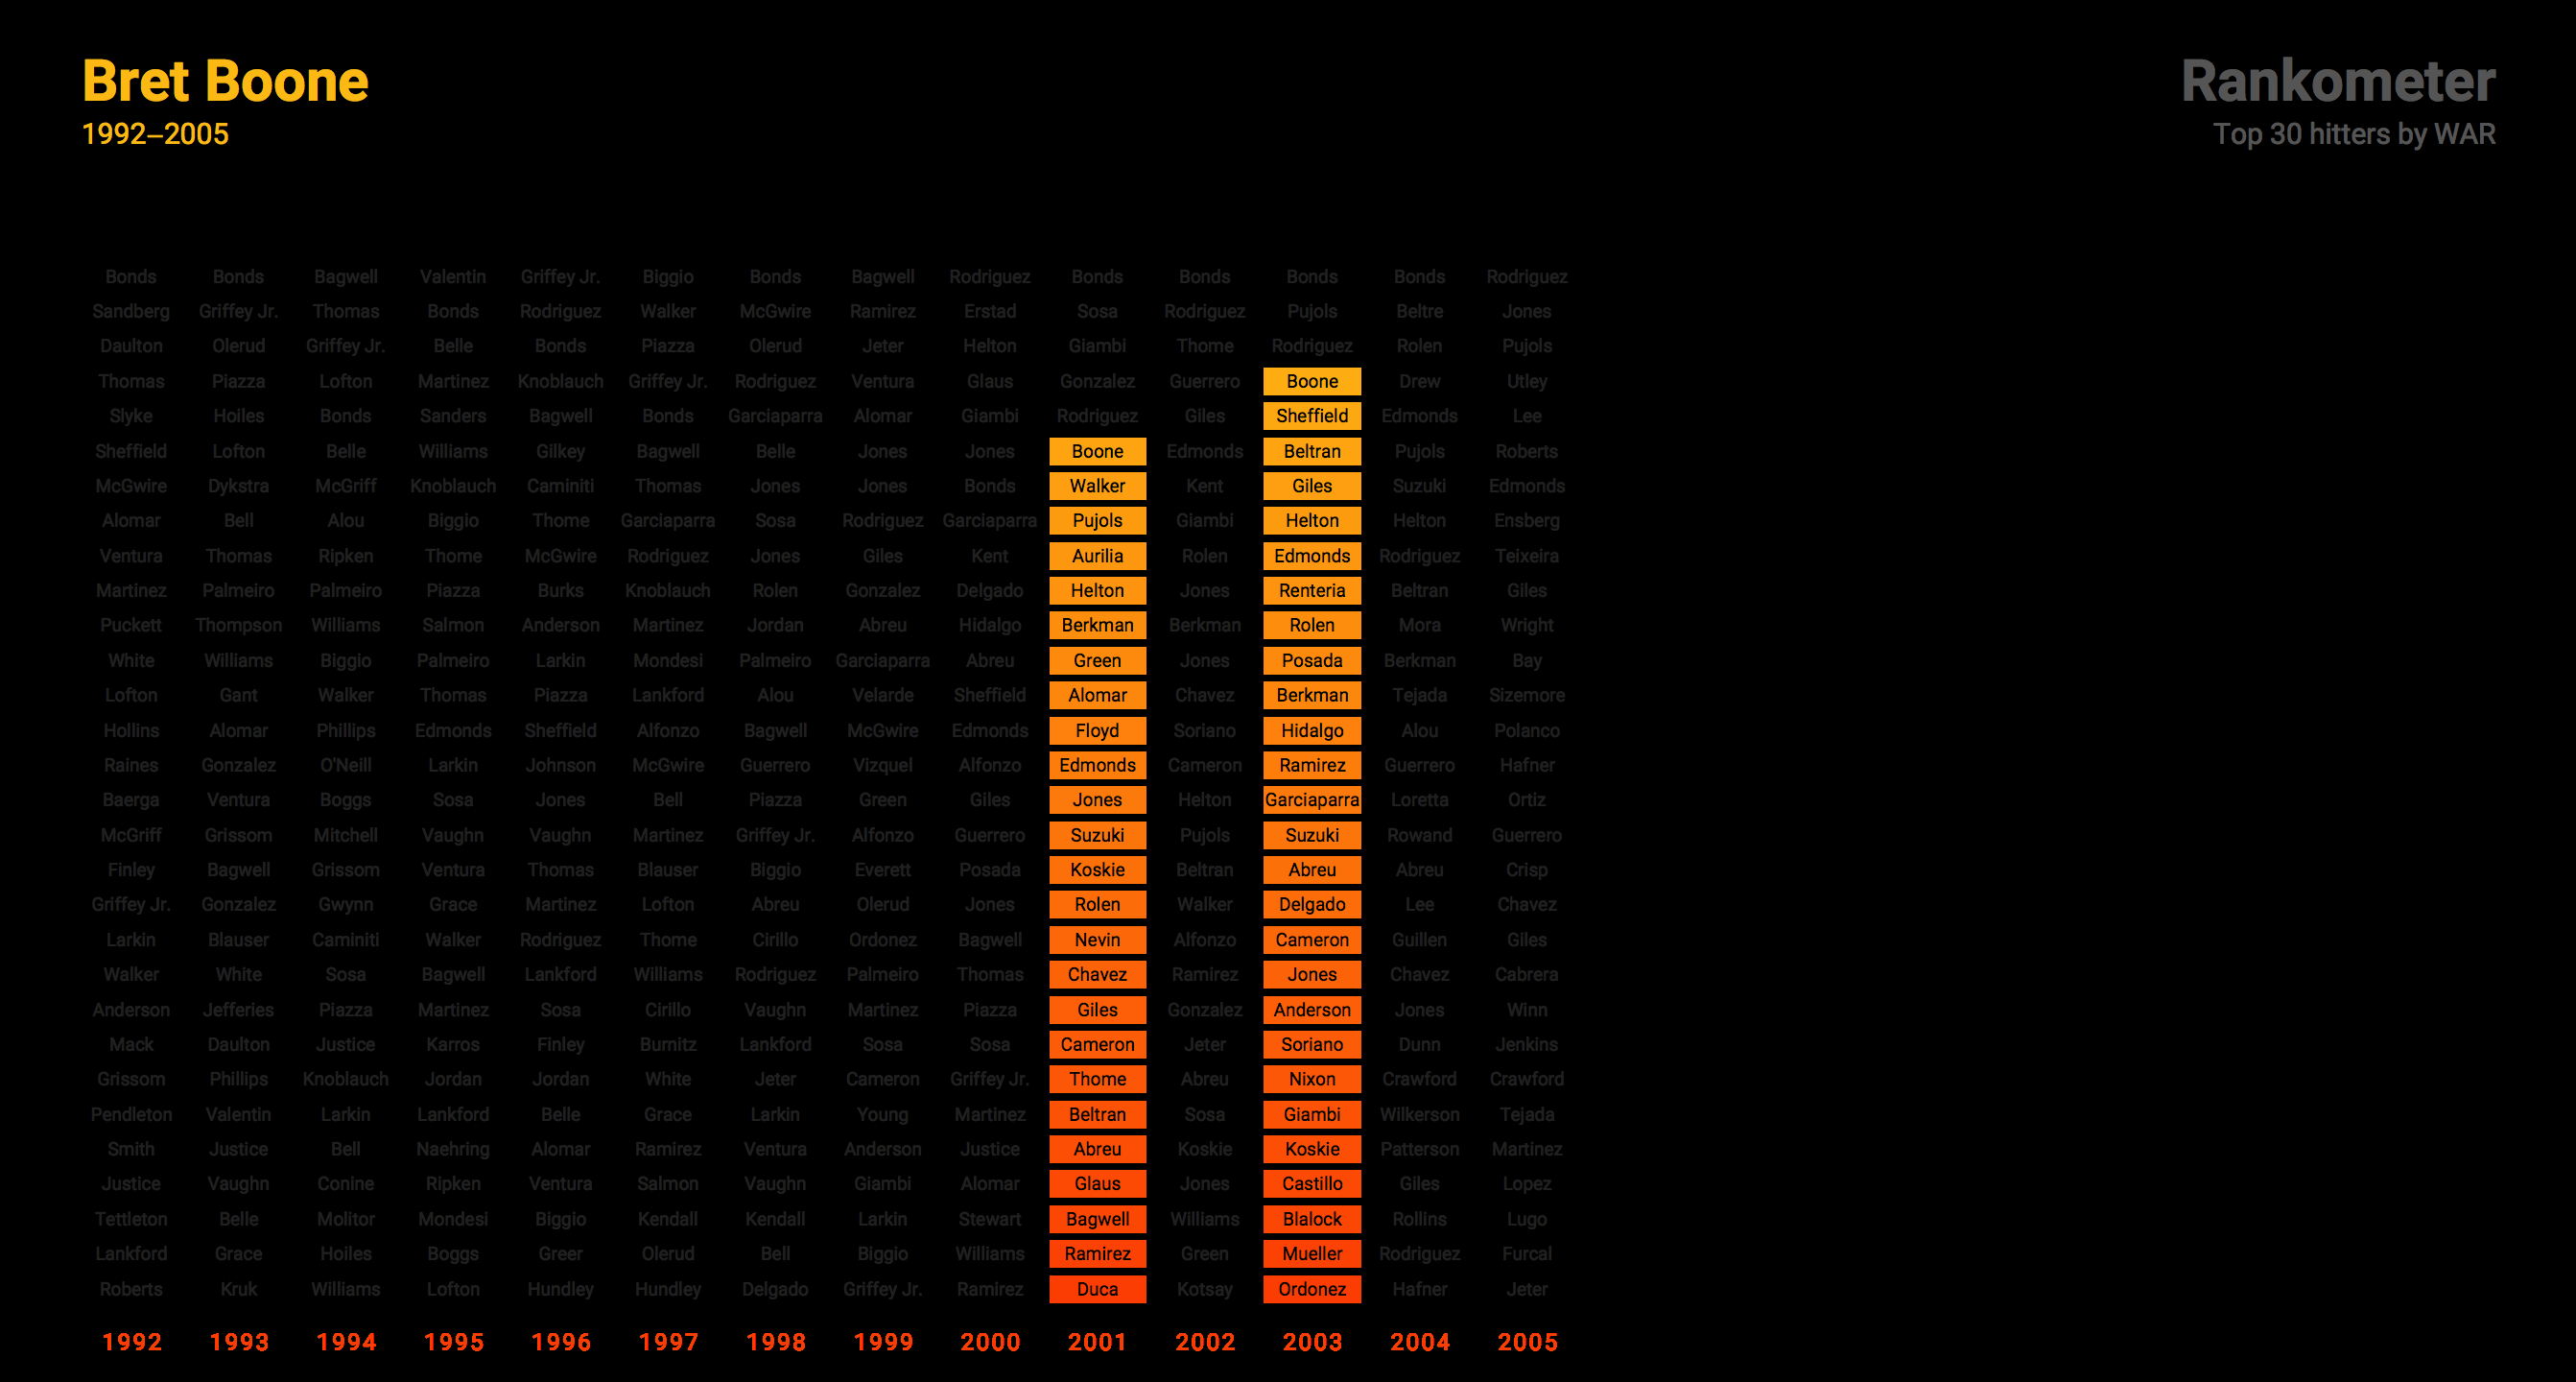 Bret Boone
1992–2005
Rankometer
Top 30 hitters by WAR
Bonds Bonds Bagwell Valentin Griffey Jr. Biggio Bonds Bagwell Rodriguez Bonds Bonds Bonds Bonds Rodriguez
Sandberg Griffey Jr. Thomas Bonds Rodriguez Walker McGwire Ramirez Erstad Sosa Rodriguez Pujols Beltre Jones
Daulton Olerud Griffey Jr. Belle Bonds Piazza Olerud Jeter Helton Giambi Thome Rodriguez Rolen Pujols
Thomas Piazza Lofton Martinez Knoblauch Griffey Jr. Rodriguez Ventura Glaus Gonzalez Guerrero Boone Drew Utley
Slyke Hoiles Bonds Sanders Bagwell Bonds Garciaparra Alomar Giambi Rodriguez Giles Sheffield Edmonds Lee
Sheffield Lofton Belle Williams Gilkey Bagwell Belle Jones Jones Boone Edmonds Beltran Pujols Roberts
McGwire Dykstra McGriff Knoblauch Caminiti Thomas Jones Jones Bonds Walker Kent Giles Suzuki Edmonds
Alomar Bell Alou Biggio Thome Garciaparra Sosa Rodriguez Garciaparra Pujols Giambi Helton Helton Ensberg
Ventura Thomas Ripken Thome McGwire Rodriguez Jones Giles Kent Aurilia Rolen Edmonds Rodriguez Teixeira
Martinez Palmeiro Palmeiro Piazza Burks Knoblauch Rolen Gonzalez Delgado Helton Jones Renteria Beltran Giles
Puckett Thompson Williams Salmon Anderson Martinez Jordan Abreu Hidalgo Berkman Berkman Rolen Mora Wright
White Williams Biggio Palmeiro Larkin Mondesi Palmeiro Garciaparra Abreu Green Jones Posada Berkman Bay
Lofton Gant Walker Thomas Piazza Lankford Alou Velarde Sheffield Alomar Chavez Berkman Tejada Sizemore
Hollins Alomar Phillips Edmonds Sheffield Alfonzo Bagwell McGwire Edmonds Floyd Soriano Hidalgo Alou Polanco
Raines Gonzalez O'Neill Larkin Johnson McGwire Guerrero Vizquel Alfonzo Edmonds Cameron Ramirez Guerrero Hafner
Baerga Ventura Boggs Sosa Jones Bell Piazza Green Giles Jones Helton Garciaparra Loretta Ortiz
McGriff Grissom Mitchell Vaughn Vaughn Martinez Griffey Jr. Alfonzo Guerrero Suzuki Pujols Suzuki Rowand Guerrero
Finley Bagwell Grissom Ventura Thomas Blauser Biggio Everett Posada Koskie Beltran Abreu Abreu Crisp
Griffey Jr. Gonzalez Gwynn Grace Martinez Lofton Abreu Olerud Jones Rolen Walker Delgado Lee Chavez
Larkin Blauser Caminiti Walker Rodriguez Thome Cirillo Ordonez Bagwell Nevin Alfonzo Cameron Guillen Giles
Walker White Sosa Bagwell Lankford Williams Rodriguez Palmeiro Thomas Chavez Ramirez Jones Chavez Cabrera
Anderson Jefferies Piazza Martinez Sosa Cirillo Vaughn Martinez Piazza Giles Gonzalez Anderson Jones Winn
Mack Daulton Justice Karros Finley Burnitz Lankford Sosa Sosa Cameron Jeter Soriano Dunn Jenkins
Grissom Phillips Knoblauch Jordan Jordan White Jeter Cameron Griffey Jr. Thome Abreu Nixon Crawford Crawford
Pendleton Valentin Larkin Lankford Belle Grace Larkin Young Martinez Beltran Sosa Giambi Wilkerson Tejada
Smith Justice Bell Naehring Alomar Ramirez Ventura Anderson Justice Abreu Koskie Koskie Patterson Martinez
Justice Vaughn Conine Ripken Ventura Salmon Vaughn Giambi Alomar Glaus Jones Castillo Giles Lopez
Tettleton Belle Molitor Mondesi Biggio Kendall Kendall Larkin Stewart Bagwell Williams Blalock Rollins Lugo
Lankford Grace Hoiles Boggs Greer Olerud Bell Biggio Williams Ramirez Green Mueller Rodriguez Furcal
Roberts Kruk Williams Lofton Hundley Hundley Delgado Griffey Jr. Ramirez Duca Kotsay Ordonez Hafner Jeter
1992 1993 1994 1995 1996 1997 1998 1999 2000 2001 2002 2003 2004 2005